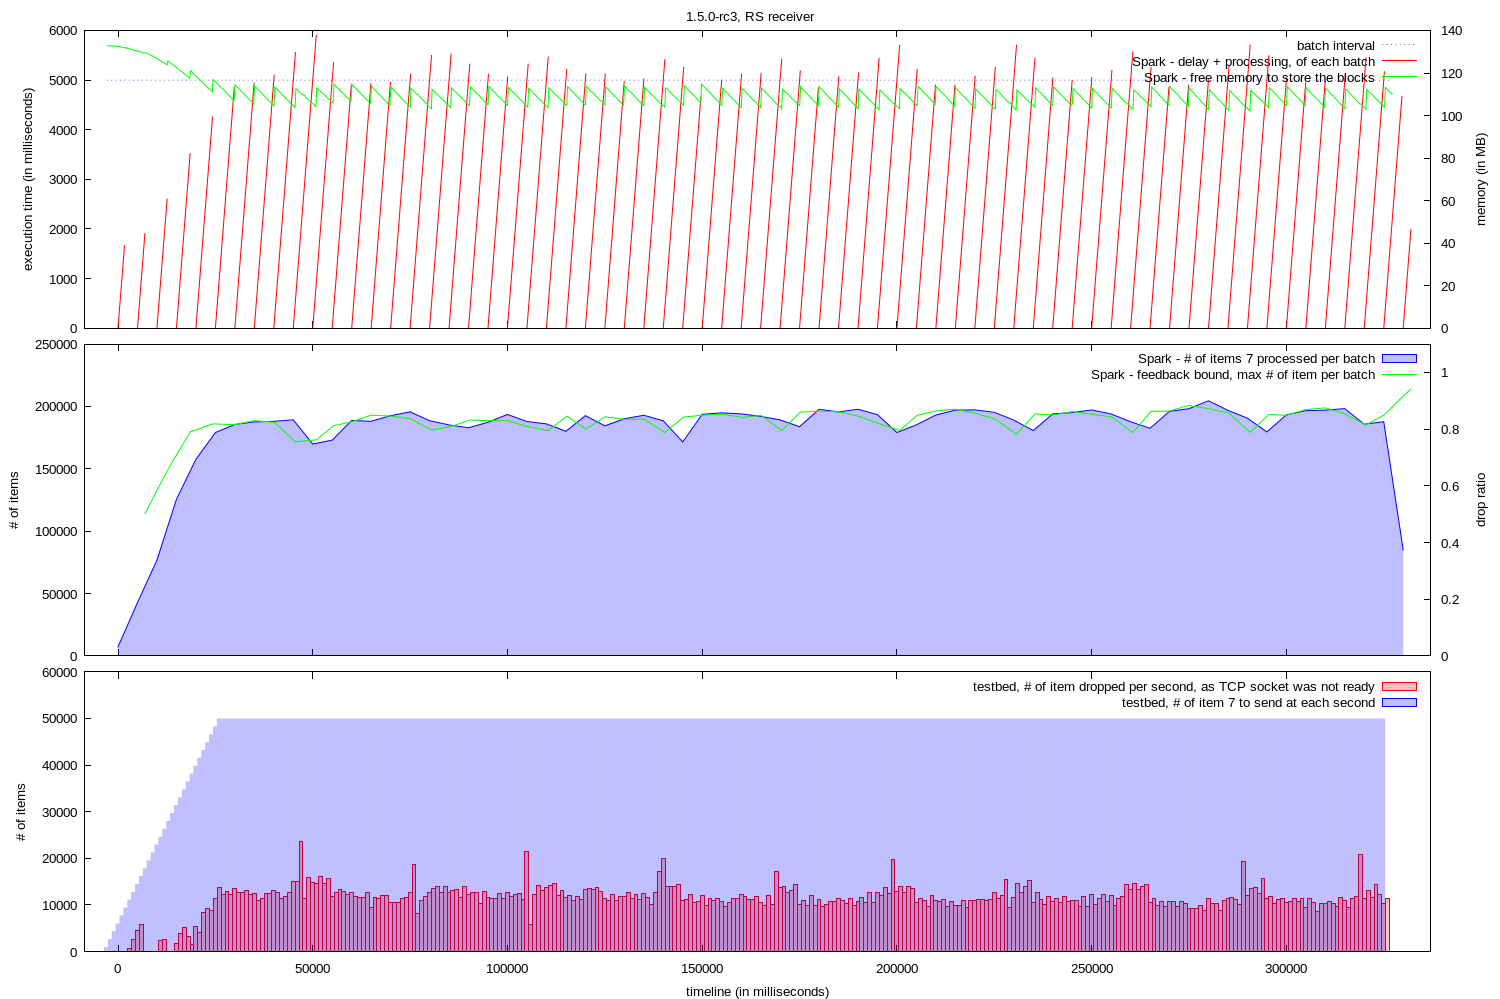 1.5.0-rc3, RS receiver
6000
5000
4000
3000
2000
1000
0
execution time (in milliseconds)
140
120
100
80
60
40
20
0
memory (in MB)
batch interval
Spark - delay + processing, of each batch
Spark - free memory to store the blocks
250000
200000
150000
100000
50000
0
# of items
1
0.8
0.6
0.4
0.2
0
drop ratio
Spark - # of items 7 processed per batch
Spark - feedback bound, max # of item per batch
60000
50000
40000
30000
20000
10000
0
# of items
testbed, # of item dropped per second, as TCP socket was not ready
testbed, # of item 7 to send at each second
0 50000 100000 150000 200000 250000 300000
timeline (in milliseconds)